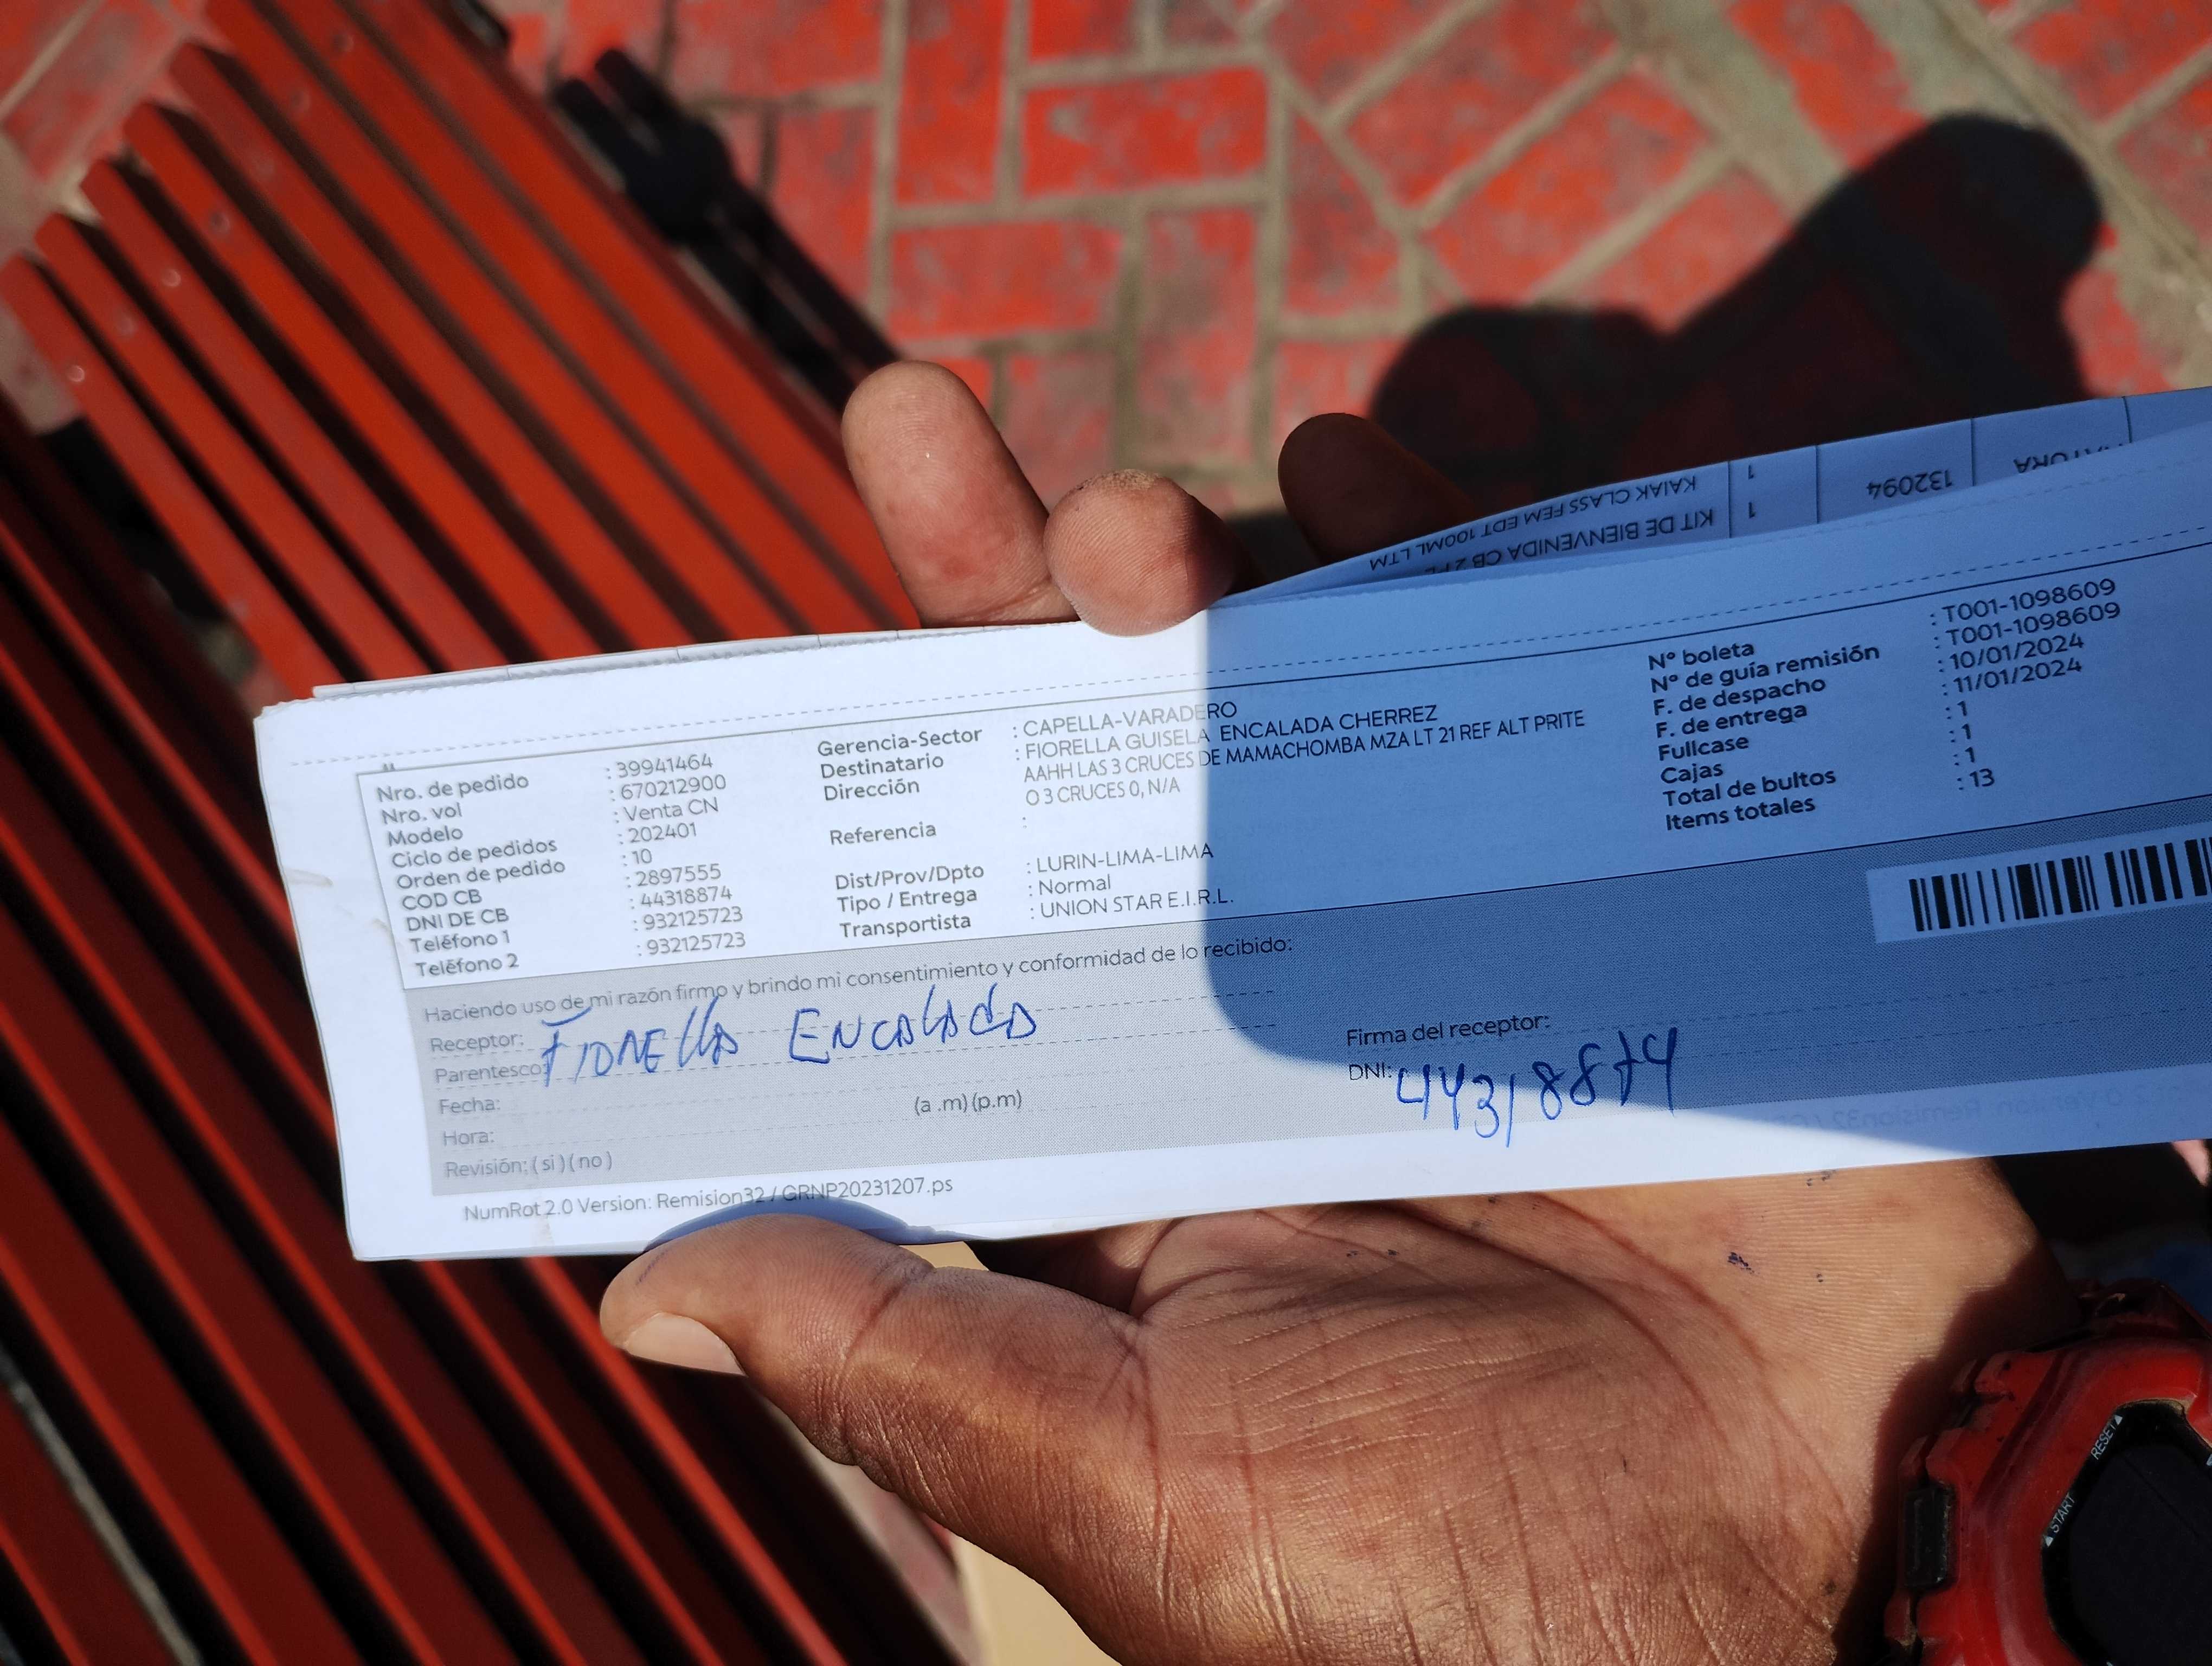 NATURA
132094
1
KIT DE BIENVENIDA CB 2
1
KAIAK CLASS FEM EDT 100ML LTM
Nro. de pedido : 39941464
Nro. vol : 670212900
Modelo : Venta CN
Ciclo de pedidos : 202401
Orden de pedido : 10
COD CB : 2897555
DNI DE CB : 44318874
Teléfono 1 : 932125723
Teléfono 2 : 932125723
Gerencia-Sector : CAPELLA-VARADERO
Destinatario : FIORELLA GUISELA ENCALADA CHERREZ
Dirección AAHH LAS 3 CRUCES DE MAMACHOMBA MZA LT 21 REF ALT PRITE
O 3 CRUCES 0, N/A
Referencia :
Dist/Prov/Dpto : LURIN-LIMA-LIMA
Tipo / Entrega : Normal
Transportista : UNION STAR E.I.R.L.
N° boleta : T001-1098609
N° de guía remisión : T001-1098609
F. de despacho : 10/01/2024
F. de entrega : 11/01/2024
Fullcase : 1
Cajas : 1
Total de bultos : 1
Items totales : 13
Haciendo uso de mi razón firmo y brindo mi consentimiento y conformidad de lo recibido:
Receptor: FIORELLA ENCALADA
Parentesco:
Fecha:
Hora: (a .m) (p.m)
Revisión: ( si ) ( no )
Firma del receptor:
DNI: 44318874
NumRot 2.0 Version: Remision32 / GRNP20231207.ps
RESET
START